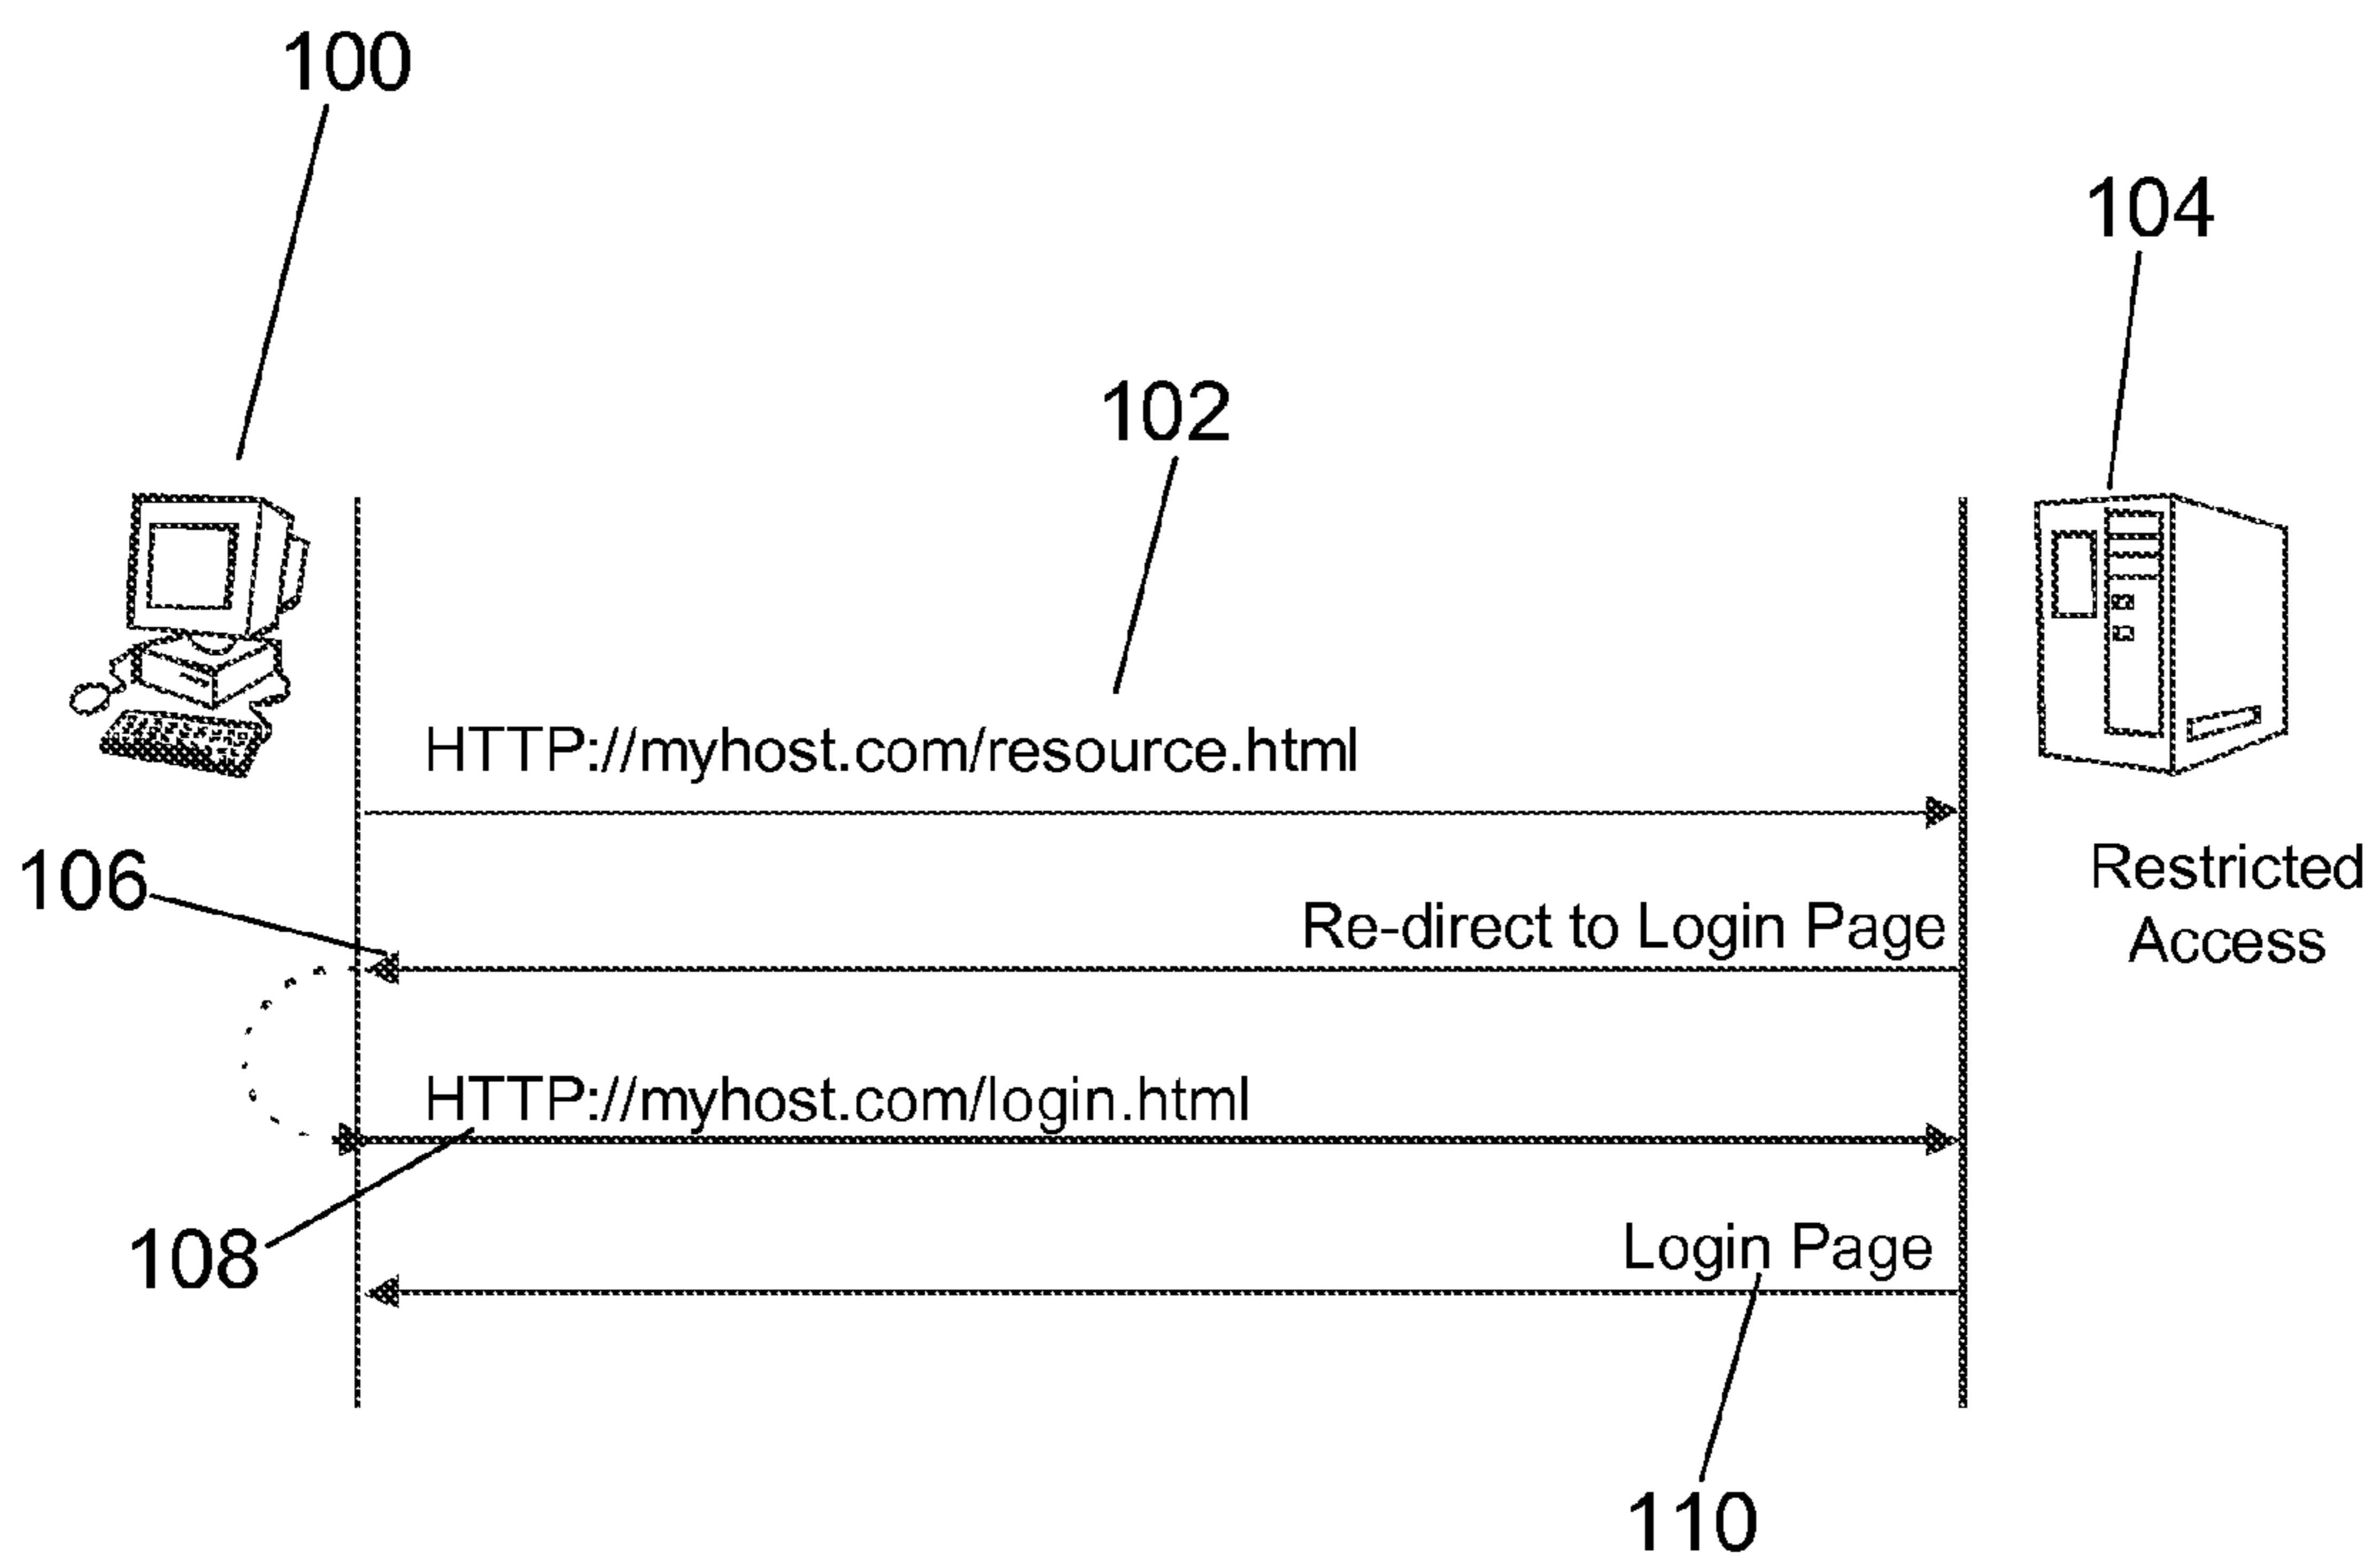 100
104
102
HTTP://myhost.com/resource.html
106
Restricted
Access
Re-direct to Login Page
HTTP://myhost.com/login.html
108
Login Page
110